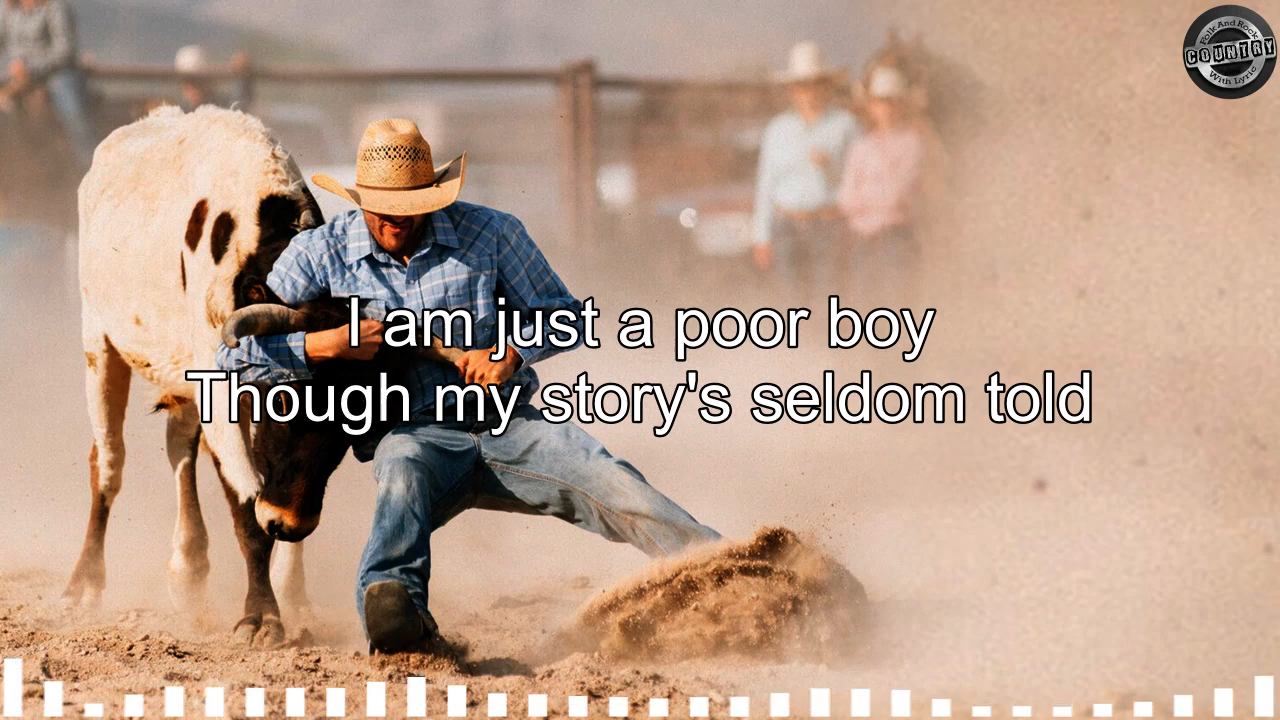 Folk And Rock
COUNTRY
With Lyric
I am just a poor boy
Though my story's seldom told